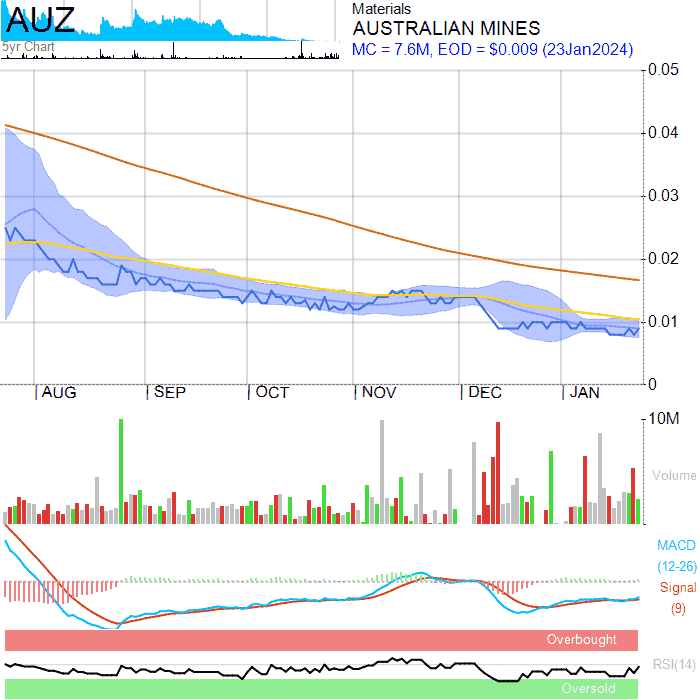 AUZ
5yr Chart
Materials
AUSTRALIAN MINES
MC = 7.6M, EOD = $0.009 (23Jan2024)
0.05
0.04
0.03
0.02
0.01
0
AUG SEP OCT NOV DEC JAN
10M
Volume
MACD
(12-26)
Signal
(9)
Overbought
RSI(14)
Oversold